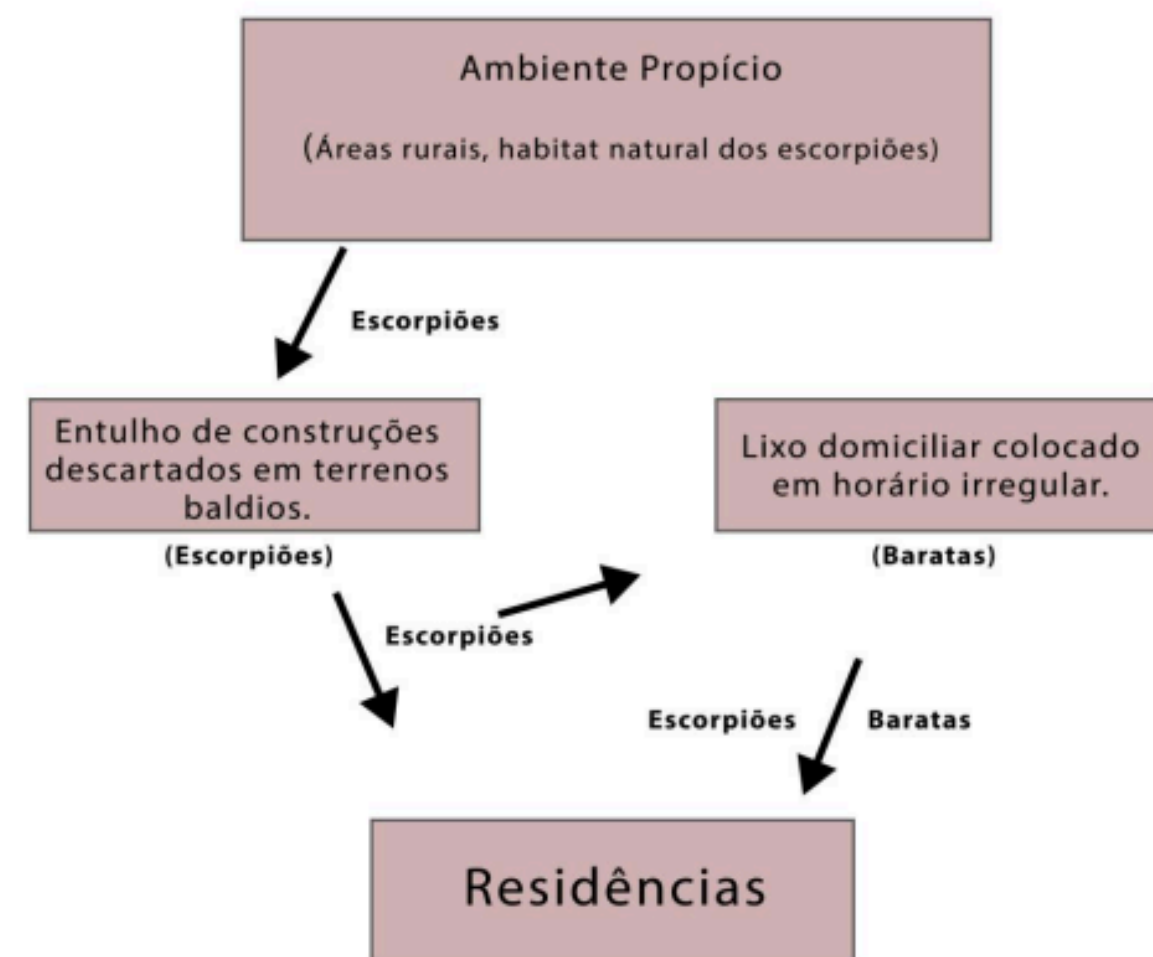 Ambiente Propício
(Áreas rurais, habitat natural dos escorpiões)
Escorpiões
Entulho de construções
descartados em terrenos
baldios.
(Escorpiões)
Lixo domiciliar colocado
em horário irregular.
(Baratas)
Escorpiões
Escorpiões
Baratas
Residências